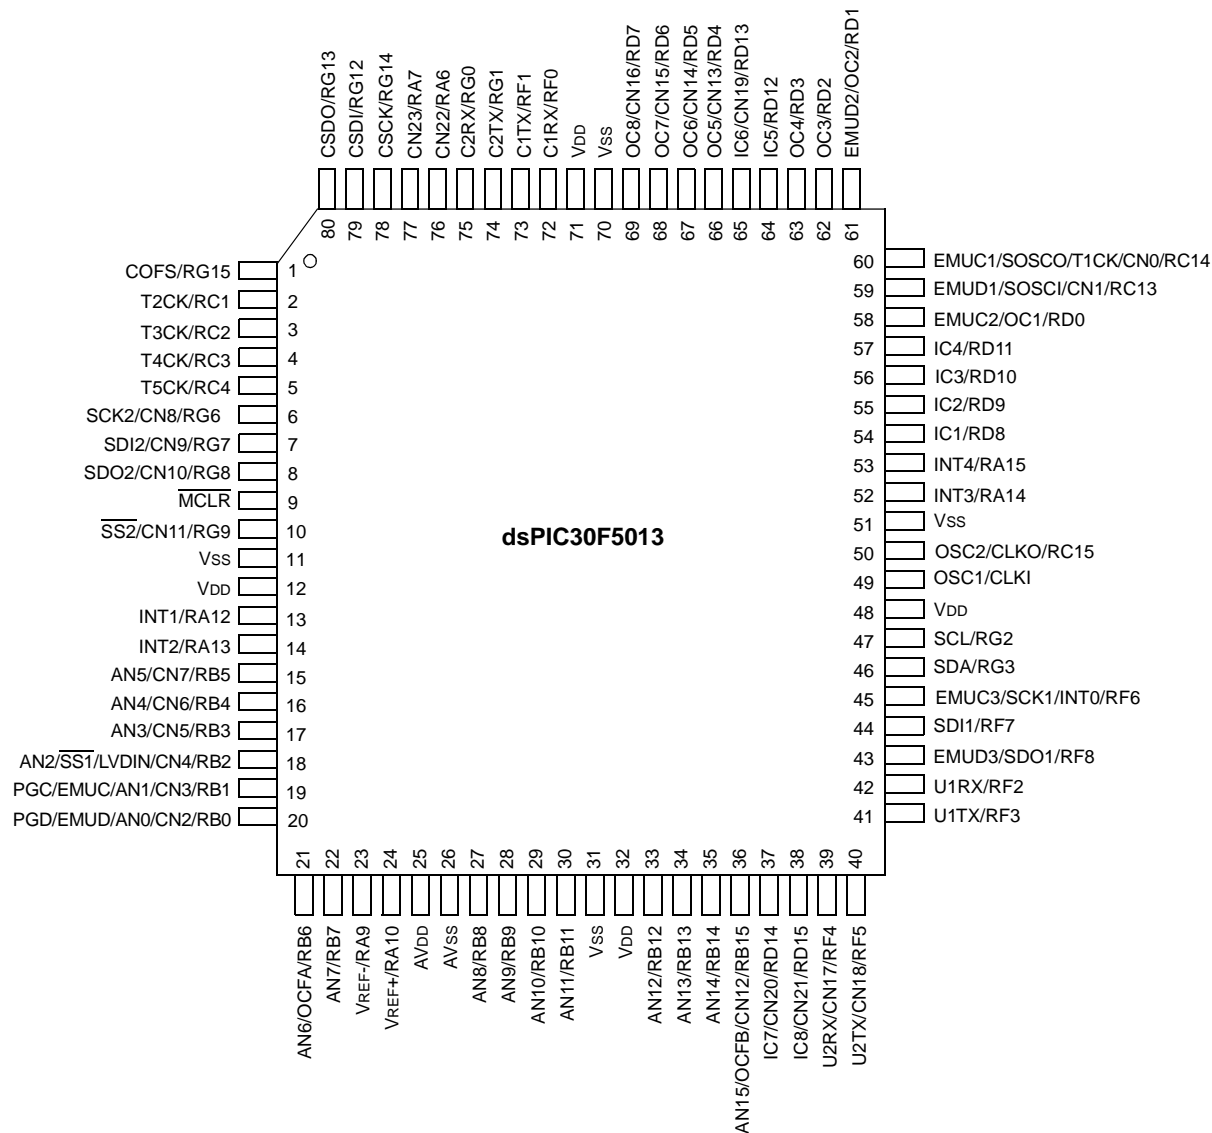 CSDO/RG13
CSDI/RG12
CSCK/RG14
CN23/RA7
CN22/RA6
C2RX/RG0
C2TX/RG1
C1TX/RF1
C1RX/RF0
VDD
VSS
OC8/CN16/RD7
OC7/CN15/RD6
OC6/CN14/RD5
OC5/CN13/RD4
IC6/CN19/RD13
IC5/RD12
OC4/RD3
OC3/RD2
EMUD2/OC2/RD1
80
79
78
77
76
75
74
73
72
71
70
69
68
67
66
65
64
63
62
61
COFS/RG15 1
T2CK/RC1 2
T3CK/RC2 3
T4CK/RC3 4
T5CK/RC4 5
SCK2/CN8/RG6 6
SDI2/CN9/RG7 7
SDO2/CN10/RG8 8
MCLR 9
SS2/CN11/RG9 10
VSS 11
VDD 12
INT1/RA12 13
INT2/RA13 14
AN5/CN7/RB5 15
AN4/CN6/RB4 16
AN3/CN5/RB3 17
AN2/SS1/LVDIN/CN4/RB2 18
PGC/EMUC/AN1/CN3/RB1 19
PGD/EMUD/AN0/CN2/RB0 20
dsPIC30F5013
60 EMUC1/SOSCO/T1CK/CN0/RC14
59 EMUD1/SOSCI/CN1/RC13
58 EMUC2/OC1/RD0
57 IC4/RD11
56 IC3/RD10
55 IC2/RD9
54 IC1/RD8
53 INT4/RA15
52 INT3/RA14
51 VSS
50 OSC2/CLKO/RC15
49 OSC1/CLKI
48 VDD
47 SCL/RG2
46 SDA/RG3
45 EMUC3/SCK1/INT0/RF6
44 SDI1/RF7
43 EMUD3/SDO1/RF8
42 U1RX/RF2
41 U1TX/RF3
21
22
23
24
25
26
27
28
29
30
31
32
33
34
35
36
37
38
39
40
AN6/OCFA/RB6
AN7/RB7
VREF-/RA9
VREF+/RA10
AVDD
AVSS
AN8/RB8
AN9/RB9
AN10/RB10
AN11/RB11
VSS
VDD
AN12/RB12
AN13/RB13
AN14/RB14
AN15/OCFB/CN12/RB15
IC7/CN20/RD14
IC8/CN21/RD15
U2RX/CN17/RF4
U2TX/CN18/RF5